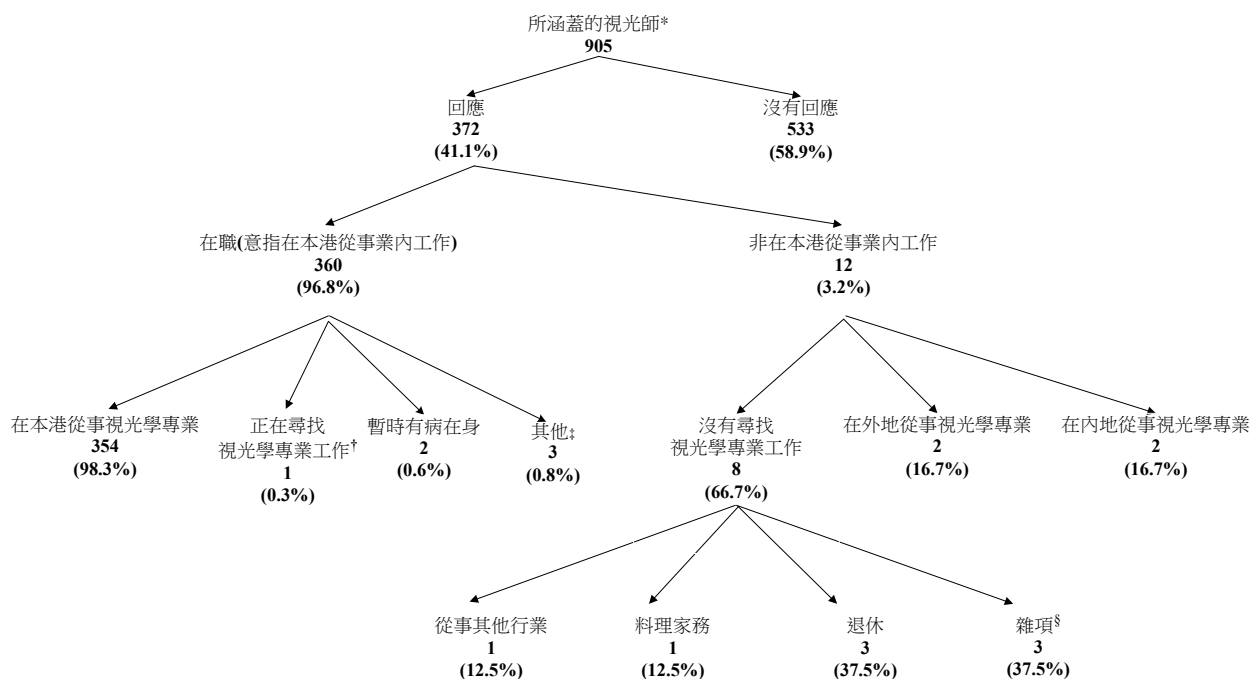 所涵蓋的視光師*
905
回應
372
(41.1%)
沒有回應
533
(58.9%)
在職(意指在本港從事業內工作)
360
(96.8%)
非在本港從事業內工作
12
(3.2%)
在本港從事視光學專業
354
(98.3%)
正在尋找
視光學專業工作†
1
(0.3%)
暫時有病在身
2
(0.6%)
其他‡
3
(0.8%)
沒有尋找
視光學專業工作
8
(66.7%)
在外地從事視光學專業
2
(16.7%)
在內地從事視光學專業
2
(16.7%)
從事其他行業
1
(12.5%)
料理家務
1
(12.5%)
退休
3
(37.5%)
雜項§
3
(37.5%)